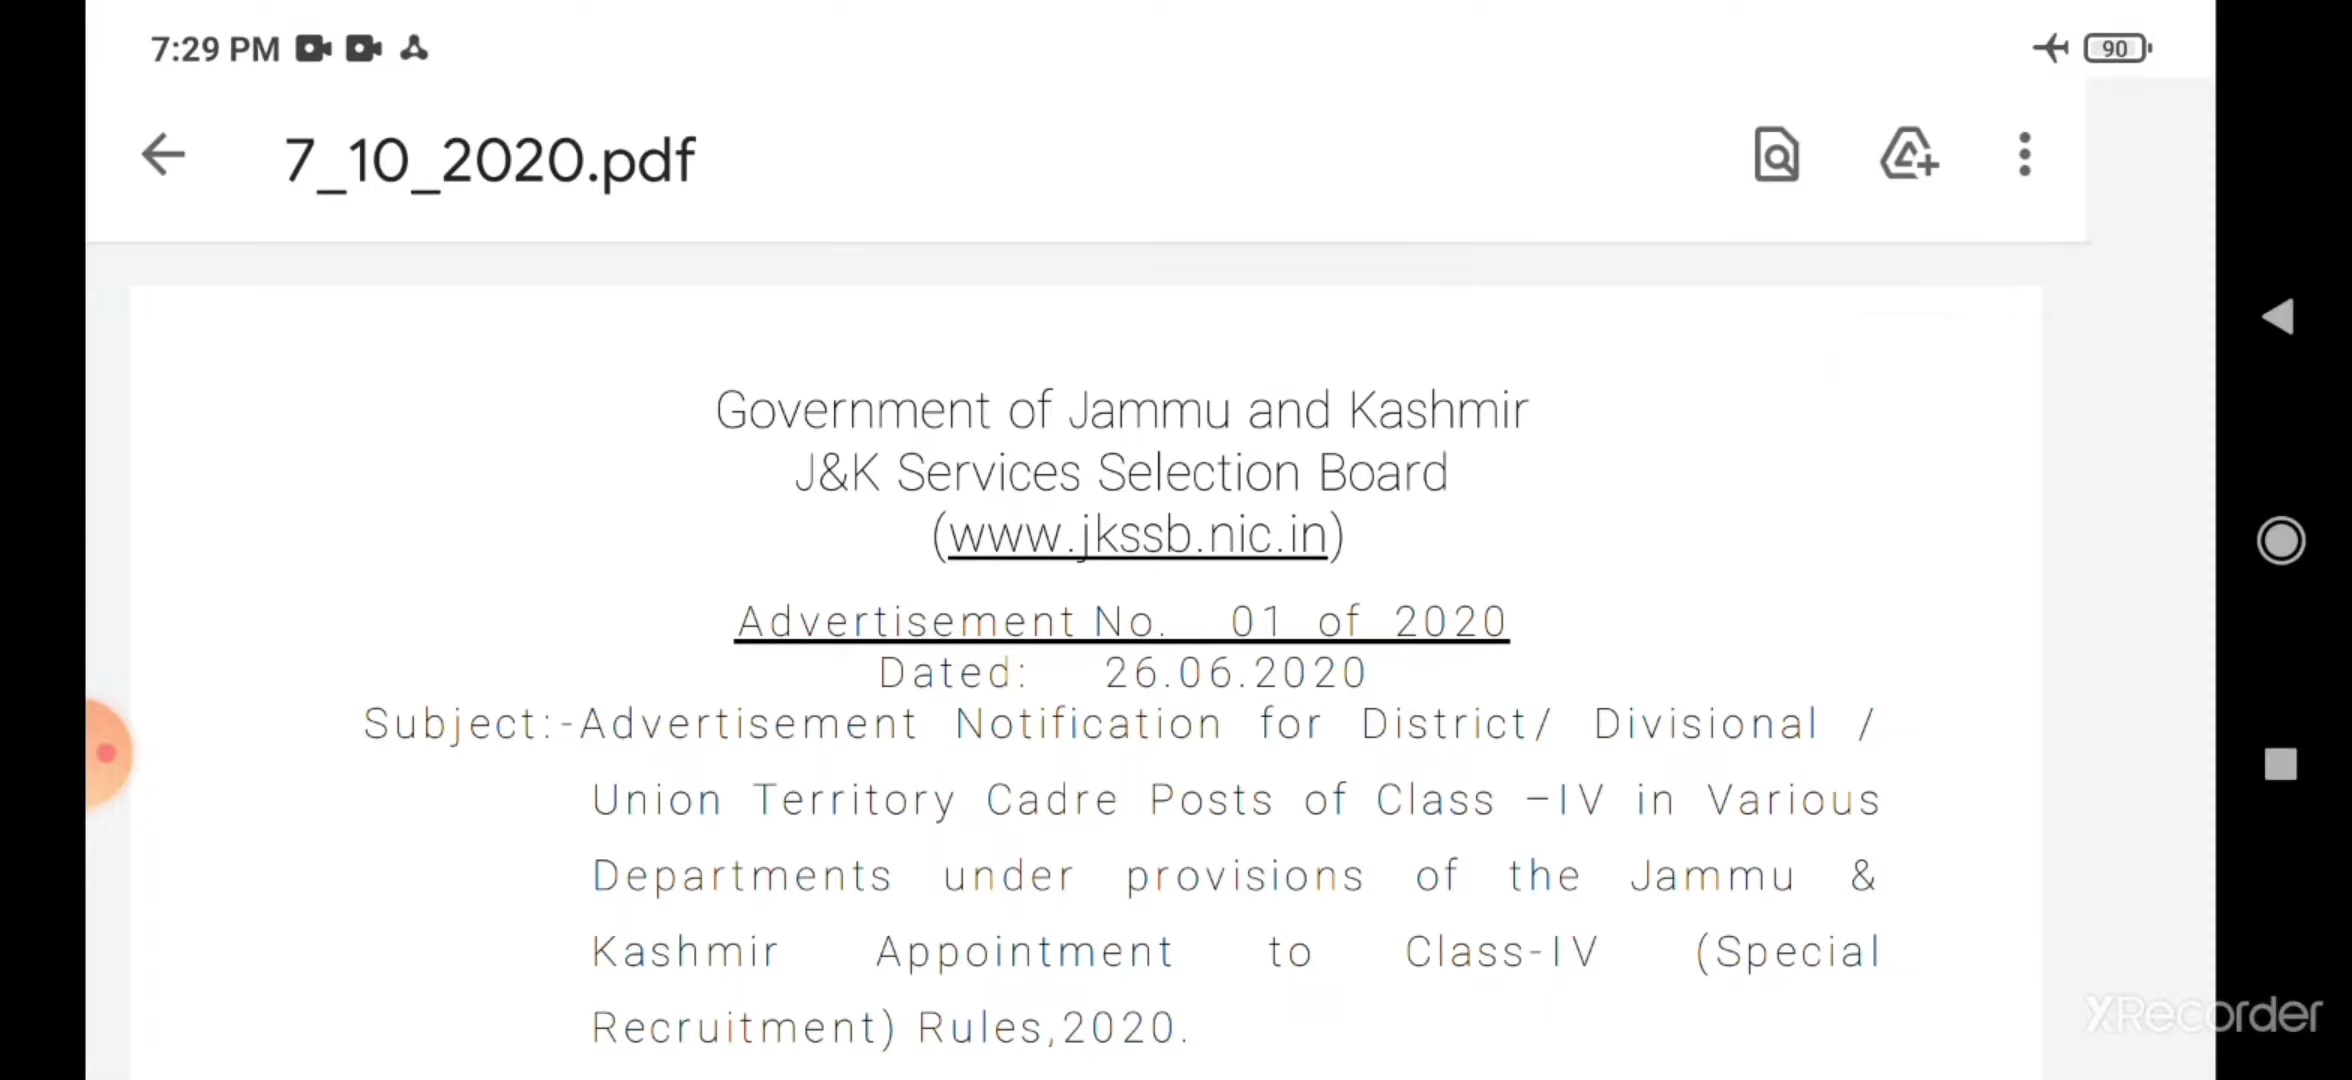 7:29 PM
90
7_10_2020.pdf
Government of Jammu and Kashmir
J&K Services Selection Board
(www.jkssb.nic.in)
Advertisement No. 01 of 2020
Dated: 26.06.2020
Subject:-Advertisement Notification for District/ Divisional /
Union Territory Cadre Posts of Class –IV in Various
Departments under provisions of the Jammu &
Kashmir Appointment to Class-IV (Special
Recruitment) Rules,2020.
XRecorder